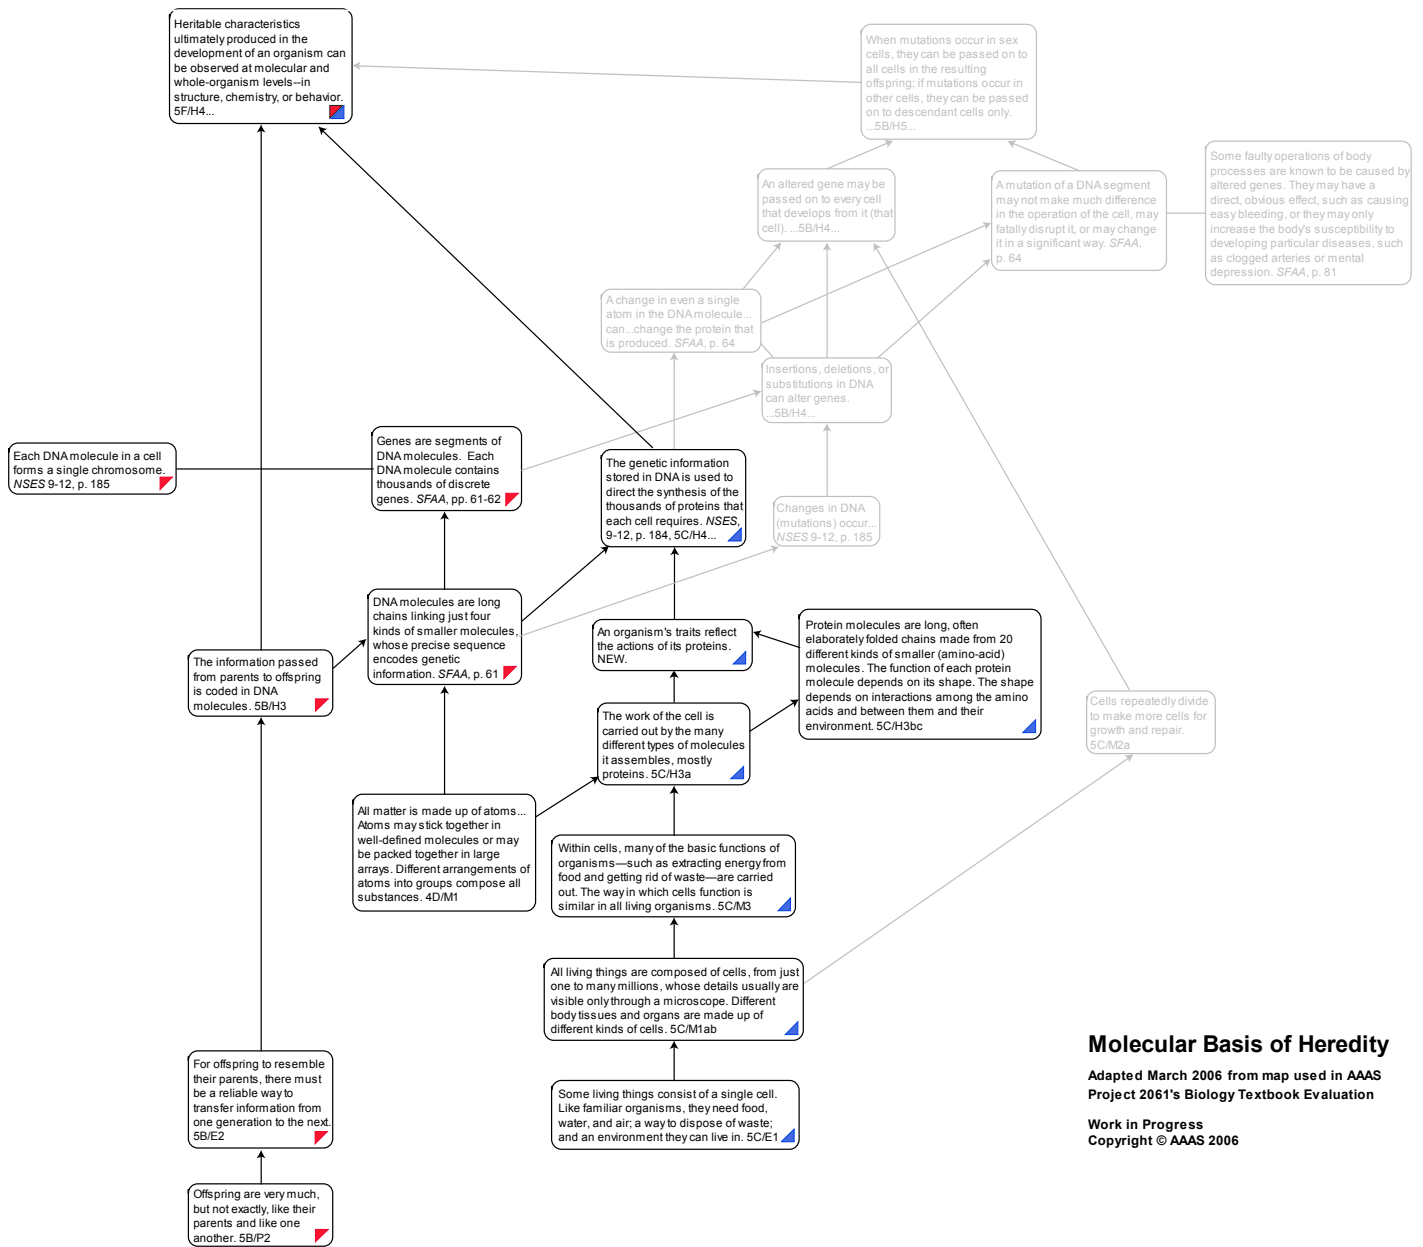 Heritable characteristics
ultimately produced in the
development of an organism can
be observed at molecular and
whole-organism levels--in
structure, chemistry, or behavior.
5F/H4...
When mutations occur in sex
cells, they can be passed on to
all cells in the resulting
offspring; if mutations occur in
other cells, they can be passed
on to descendant cells only.
...5B/H5...
An altered gene may be
passed on to every cell
that develops from it (that
cell). ...5B/H4...
A mutation of a DNA segment
may not make much difference
in the operation of the cell, may
fatally disrupt it, or may change
it in a significant way. SFAA,
p. 64
Some faulty operations of body
processes are known to be caused by
altered genes. They may have a
direct, obvious effect, such as causing
easy bleeding, or they may only
increase the body's susceptibility to
developing particular diseases, such
as clogged arteries or mental
depression. SFAA, p. 81
A change in even a single
atom in the DNA molecule...
can...change the protein that
is produced. SFAA, p. 64
Insertions, deletions, or
substitutions in DNA
can alter genes.
...5B/H4...
Each DNA molecule in a cell
forms a single chromosome.
NSES 9-12, p. 185
Genes are segments of
DNA molecules. Each
DNA molecule contains
thousands of discrete
genes. SFAA, pp. 61-62
The genetic information
stored in DNA is used to
direct the synthesis of the
thousands of proteins that
each cell requires. NSES,
9-12, p. 184, 5C/H4...
Changes in DNA
(mutations) occur...
NSES 9-12, p. 185
DNA molecules are long
chains linking just four
kinds of smaller molecules,
whose precise sequence
encodes genetic
information. SFAA, p. 61
An organism's traits reflect
the actions of its proteins.
NEW.
Protein molecules are long, often
elaborately folded chains made from 20
different kinds of smaller (amino-acid)
molecules. The function of each protein
molecule depends on its shape. The shape
depends on interactions among the amino
acids and between them and their
environment. 5C/H3bc
The information passed
from parents to offspring
is coded in DNA
molecules. 5B/H3
The work of the cell is
carried out by the many
different types of molecules
it assembles, mostly
proteins. 5C/H3a
Cells repeatedly divide
to make more cells for
growth and repair.
5C/M2a
All matter is made up of atoms...
Atoms may stick together in
well-defined molecules or may
be packed together in large
arrays. Different arrangements of
atoms into groups compose all
substances. 4D/M1
Within cells, many of the basic functions of
organisms—such as extracting energy from
food and getting rid of waste—are carried
out. The way in which cells function is
similar in all living organisms. 5C/M3
All living things are composed of cells, from just
one to many millions, whose details usually are
visible only through a microscope. Different
body tissues and organs are made up of
different kinds of cells. 5C/M1ab
Molecular Basis of Heredity
Adapted March 2006 from map used in AAAS
Project 2061's Biology Textbook Evaluation
Work in Progress
Copyright © AAAS 2006
For offspring to resemble
their parents, there must
be a reliable way to
transfer information from
one generation to the next.
5B/E2
Some living things consist of a single cell.
Like familiar organisms, they need food,
water, and air; a way to dispose of waste;
and an environment they can live in. 5C/E1
Offspring are very much,
but not exactly, like their
parents and like one
another. 5B/P2